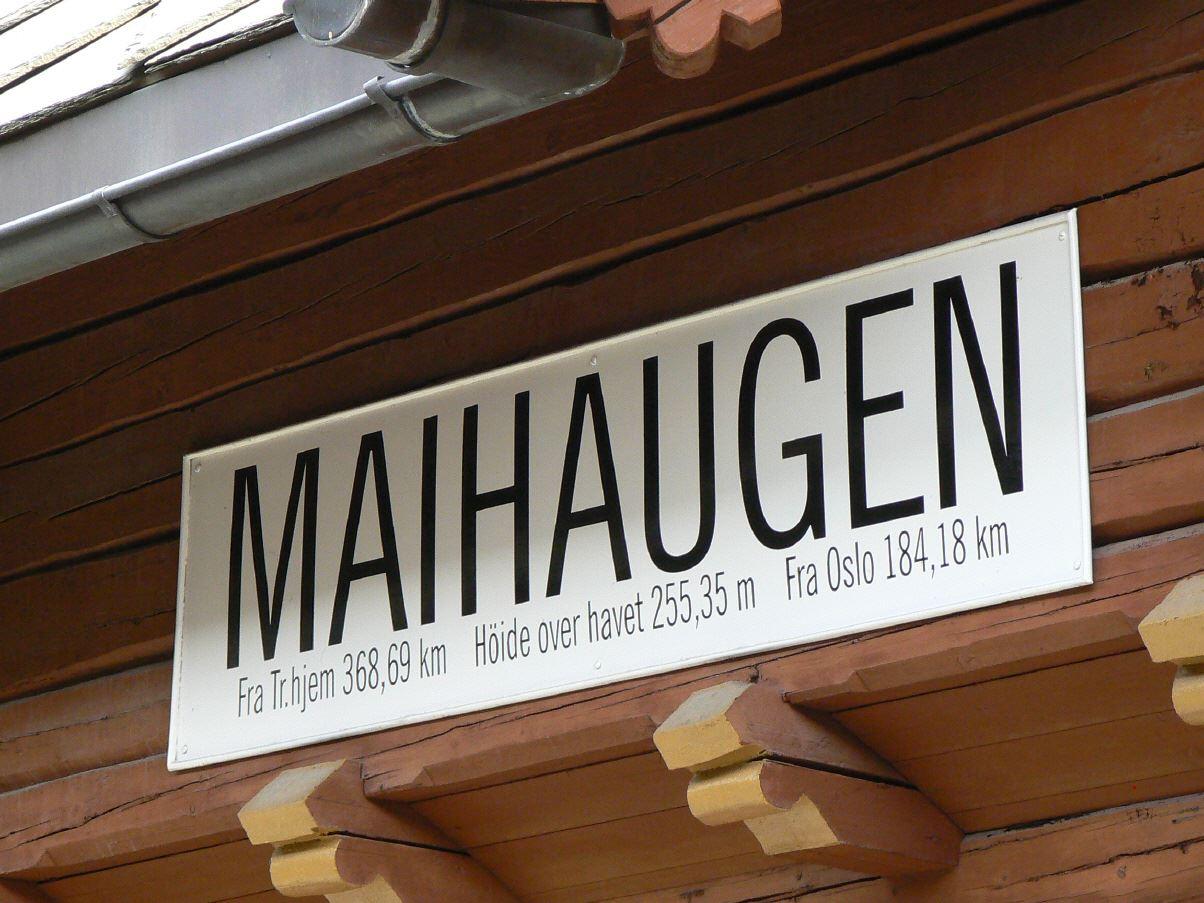 MAIHAUGEN
Fra Tr.hjem 368,69 km Höide over havet 255,35 m Fra Oslo 184,18 km